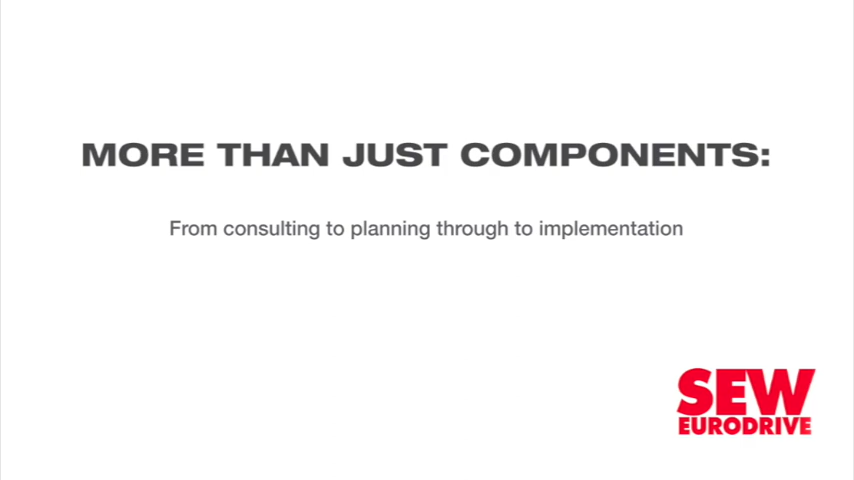 MORE THAN JUST COMPONENTS:
From consulting to planning through to implementation
SEW
EURODRIVE